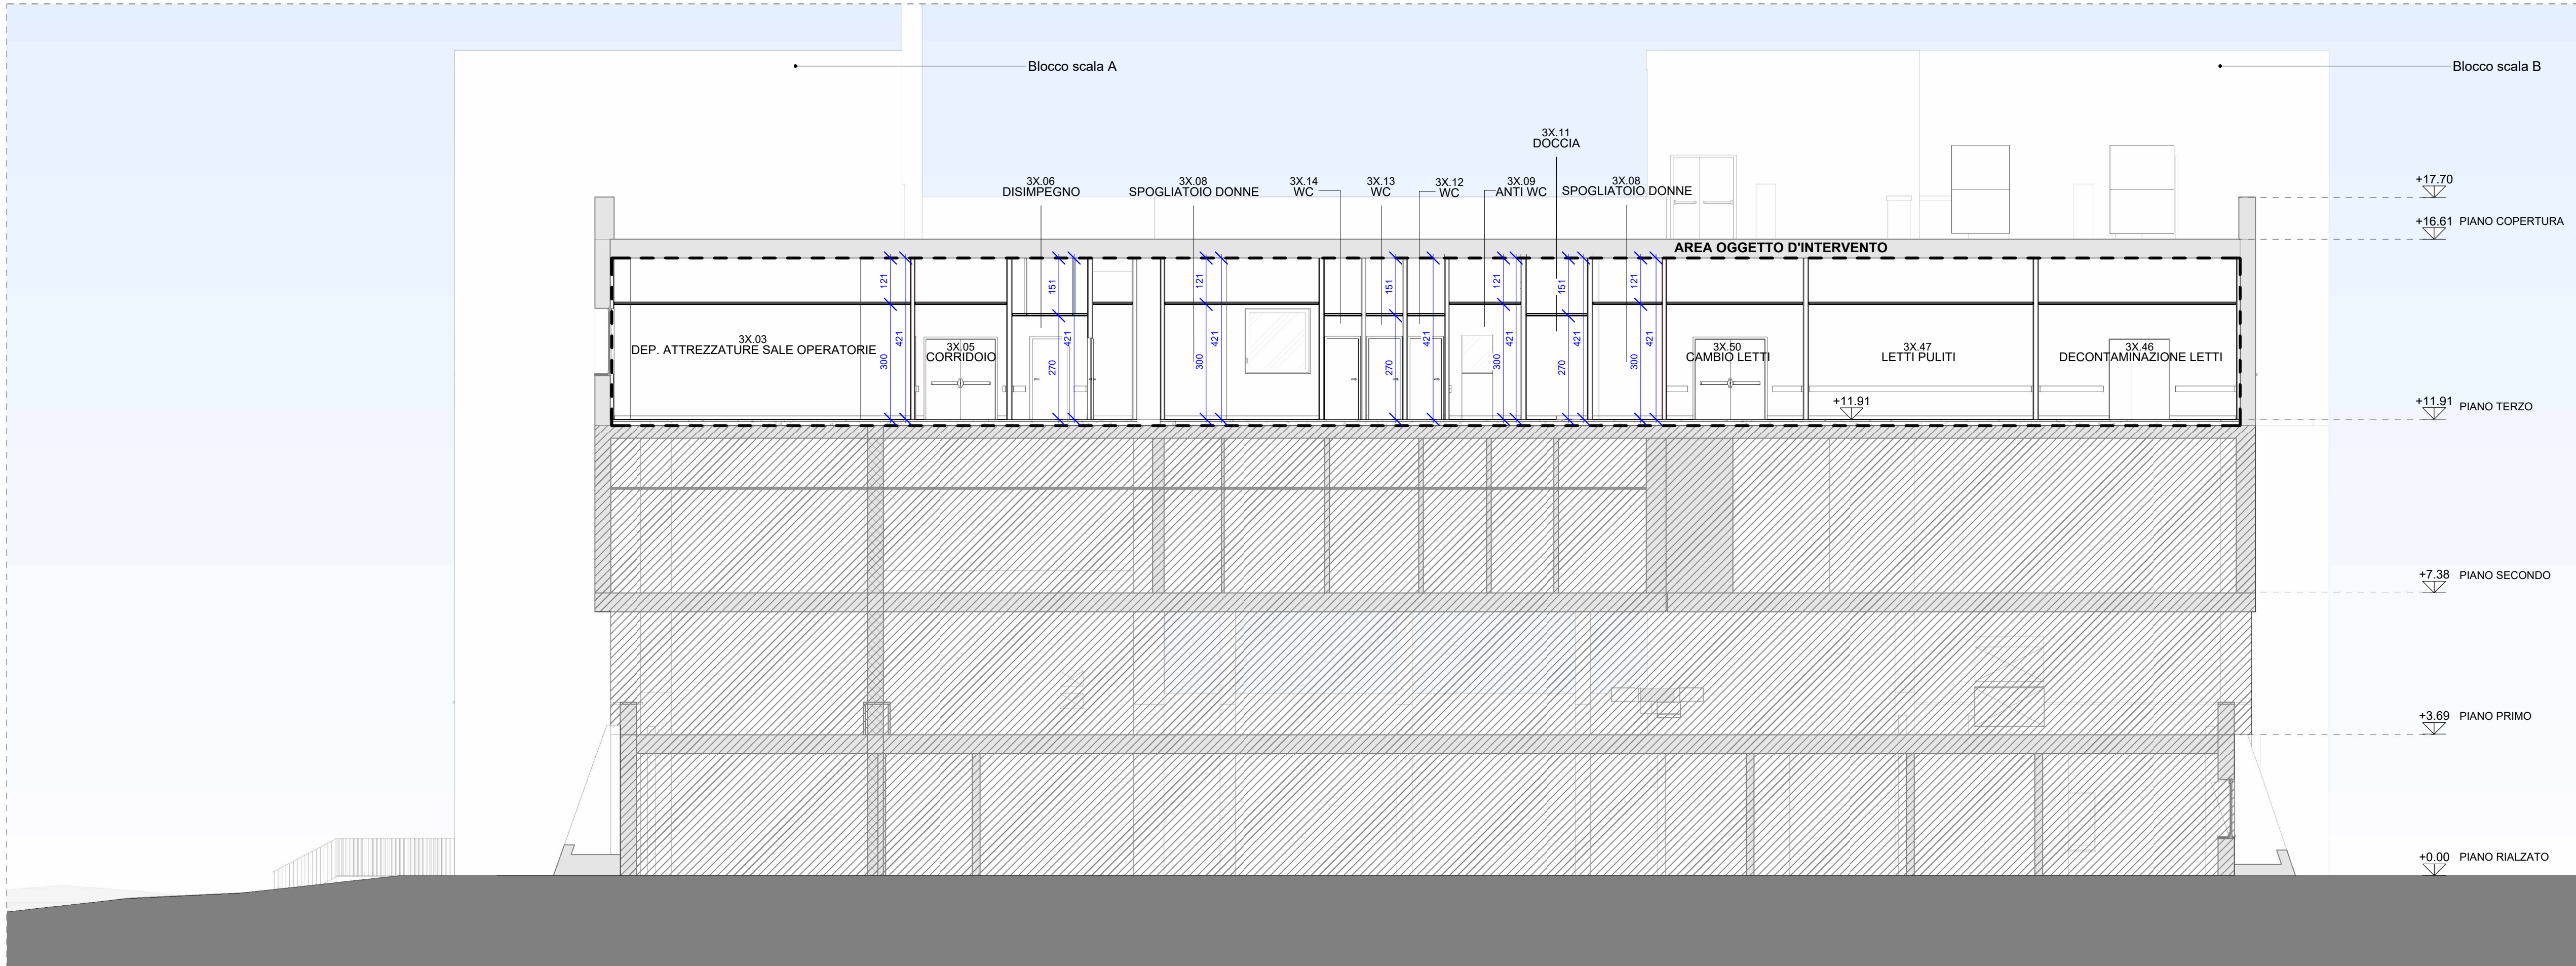 Blocco scala A
Blocco scala B
3X.11
DOCCIA
3X.06
DISIMPEGNO
3X.08
SPOGLIATOIO DONNE
3X.14
WC
3X.13
WC
3X.12
WC
3X.09
ANTI WC
3X.08
SPOGLIATOIO DONNE
+17.70
+16.61 PIANO COPERTURA
AREA OGGETTO D'INTERVENTO
121
151
121
151
121
151
121
3X.03
DEP. ATTREZZATURE SALE OPERATORIE
3X.05
CORRIDOIO
3X.50
CAMBIO LETTI
3X.47
LETTI PULITI
3X.46
DECONTAMINAZIONE LETTI
300
421
270
421
300
421
270
421
300
421
270
421
300
421
+11.91
+11.91 PIANO TERZO
+7.38 PIANO SECONDO
+3.69 PIANO PRIMO
+0.00 PIANO RIALZATO